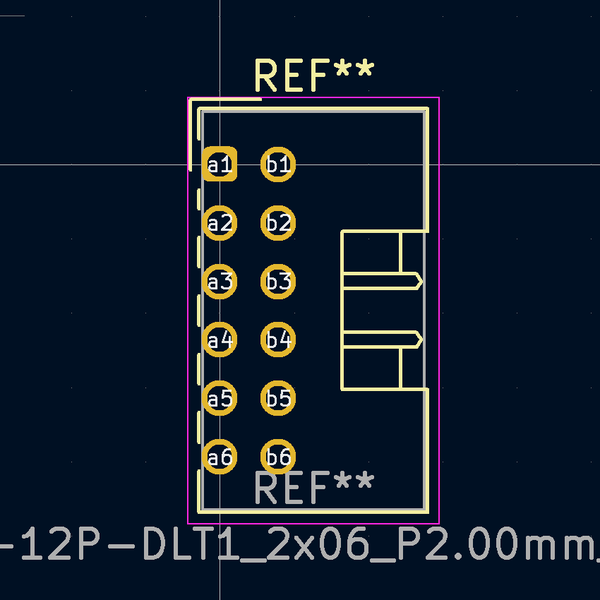 REF**
a1 b1
a2 b2
a3 b3
a4 b4
a5 b5
a6 b6
REF**
-12P-DLT1_2x06_P2.00mm_